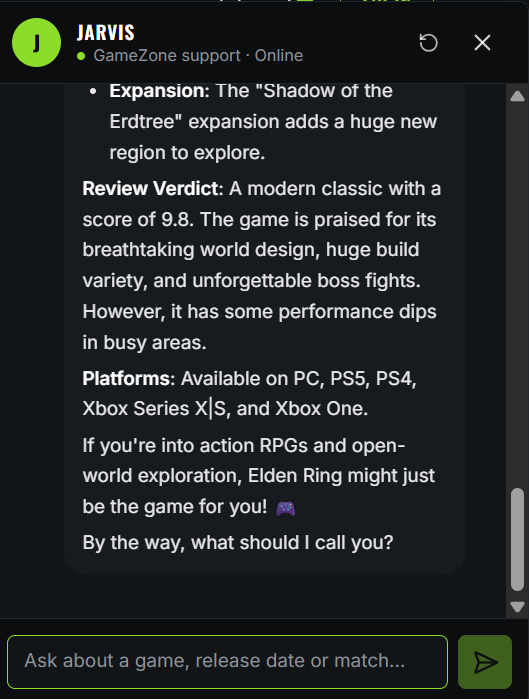 J
JARVIS
GameZone support · Online
• Expansion: The "Shadow of the
Erdtree" expansion adds a huge new
region to explore.
Review Verdict: A modern classic with a
score of 9.8. The game is praised for its
breathtaking world design, huge build
variety, and unforgettable boss fights.
However, it has some performance dips
in busy areas.
Platforms: Available on PC, PS5, PS4,
Xbox Series X|S, and Xbox One.
If you're into action RPGs and open-
world exploration, Elden Ring might just
be the game for you! 🎮
By the way, what should I call you?
Ask about a game, release date or match...